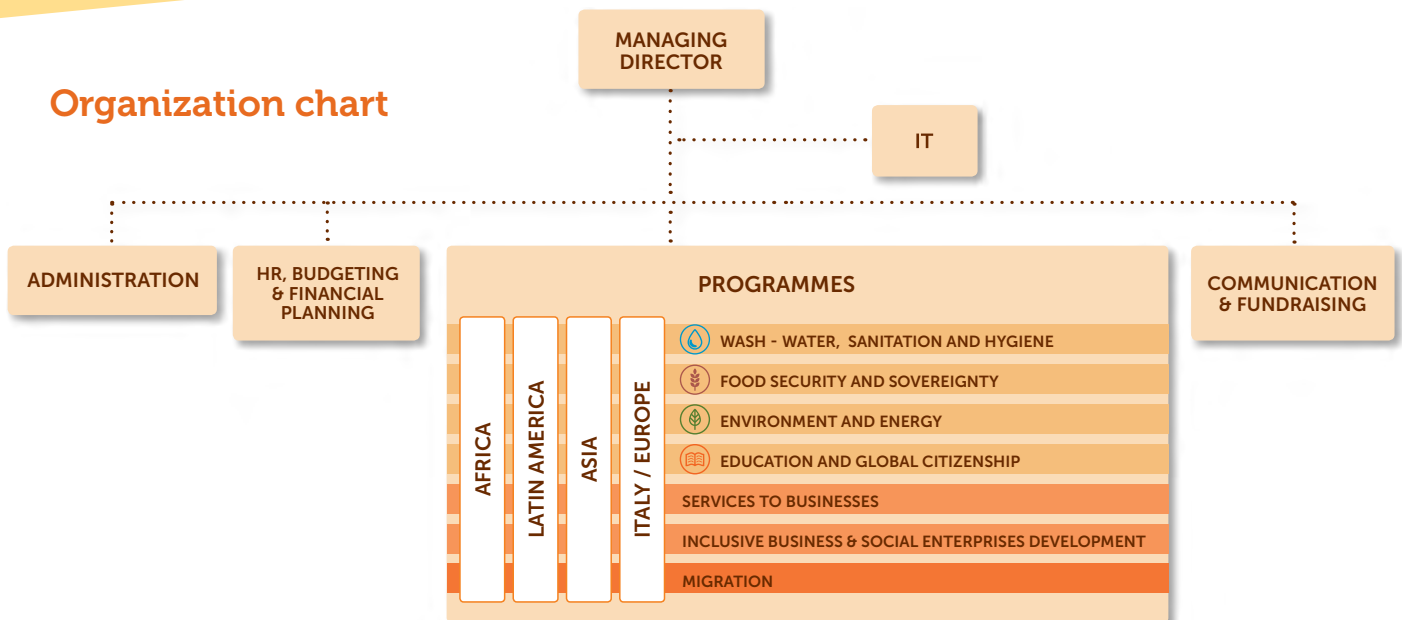 MANAGING
DIRECTOR
Organization chart
IT
ADMINISTRATION
HR, BUDGETING
& FINANCIAL
PLANNING
PROGRAMMES
COMMUNICATION
& FUNDRAISING
AFRICA
LATIN AMERICA
ASIA
ITALY / EUROPE
WASH - WATER, SANITATION AND HYGIENE
FOOD SECURITY AND SOVEREIGNTY
ENVIRONMENT AND ENERGY
EDUCATION AND GLOBAL CITIZENSHIP
SERVICES TO BUSINESSES
INCLUSIVE BUSINESS & SOCIAL ENTERPRISES DEVELOPMENT
MIGRATION